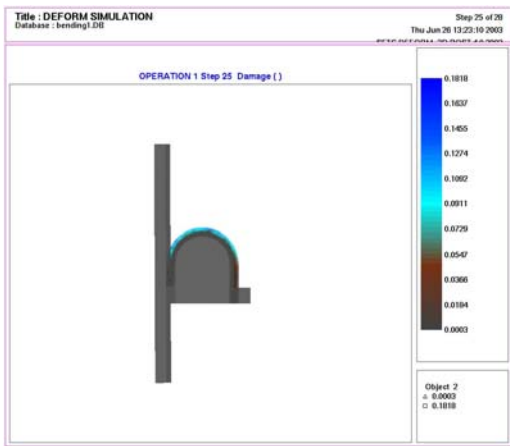 Title : DEFORM SIMULATION
Database : bending1.DB
Step 25 of 28
Thu Jun 26 13:23:10 2003
OPERATION 1 Step 25 Damage ( )
0.1818
0.1637
0.1455
0.1274
0.1092
0.0911
0.0729
0.0547
0.0366
0.0184
0.0003
Object 2
0.0003
0.1818